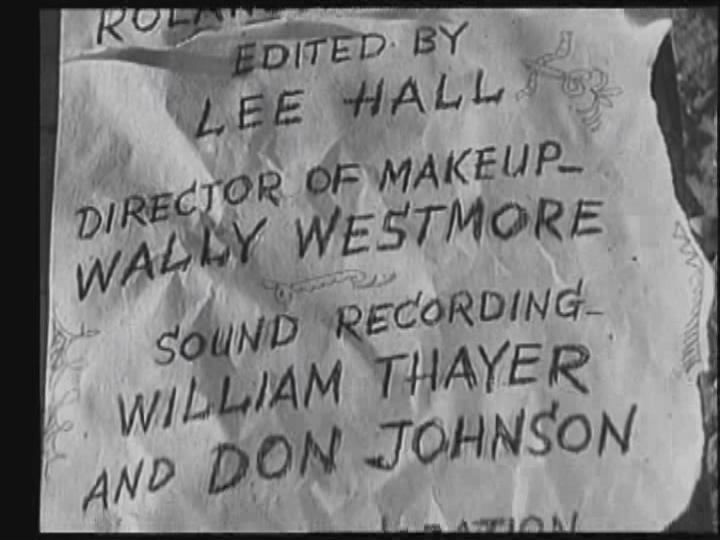 EDITED BY
LEE HALL
DIRECTOR OF MAKEUP-
WALLY WESTMORE
SOUND RECORDING-
WILLIAM THAYER
AND DON JOHNSON